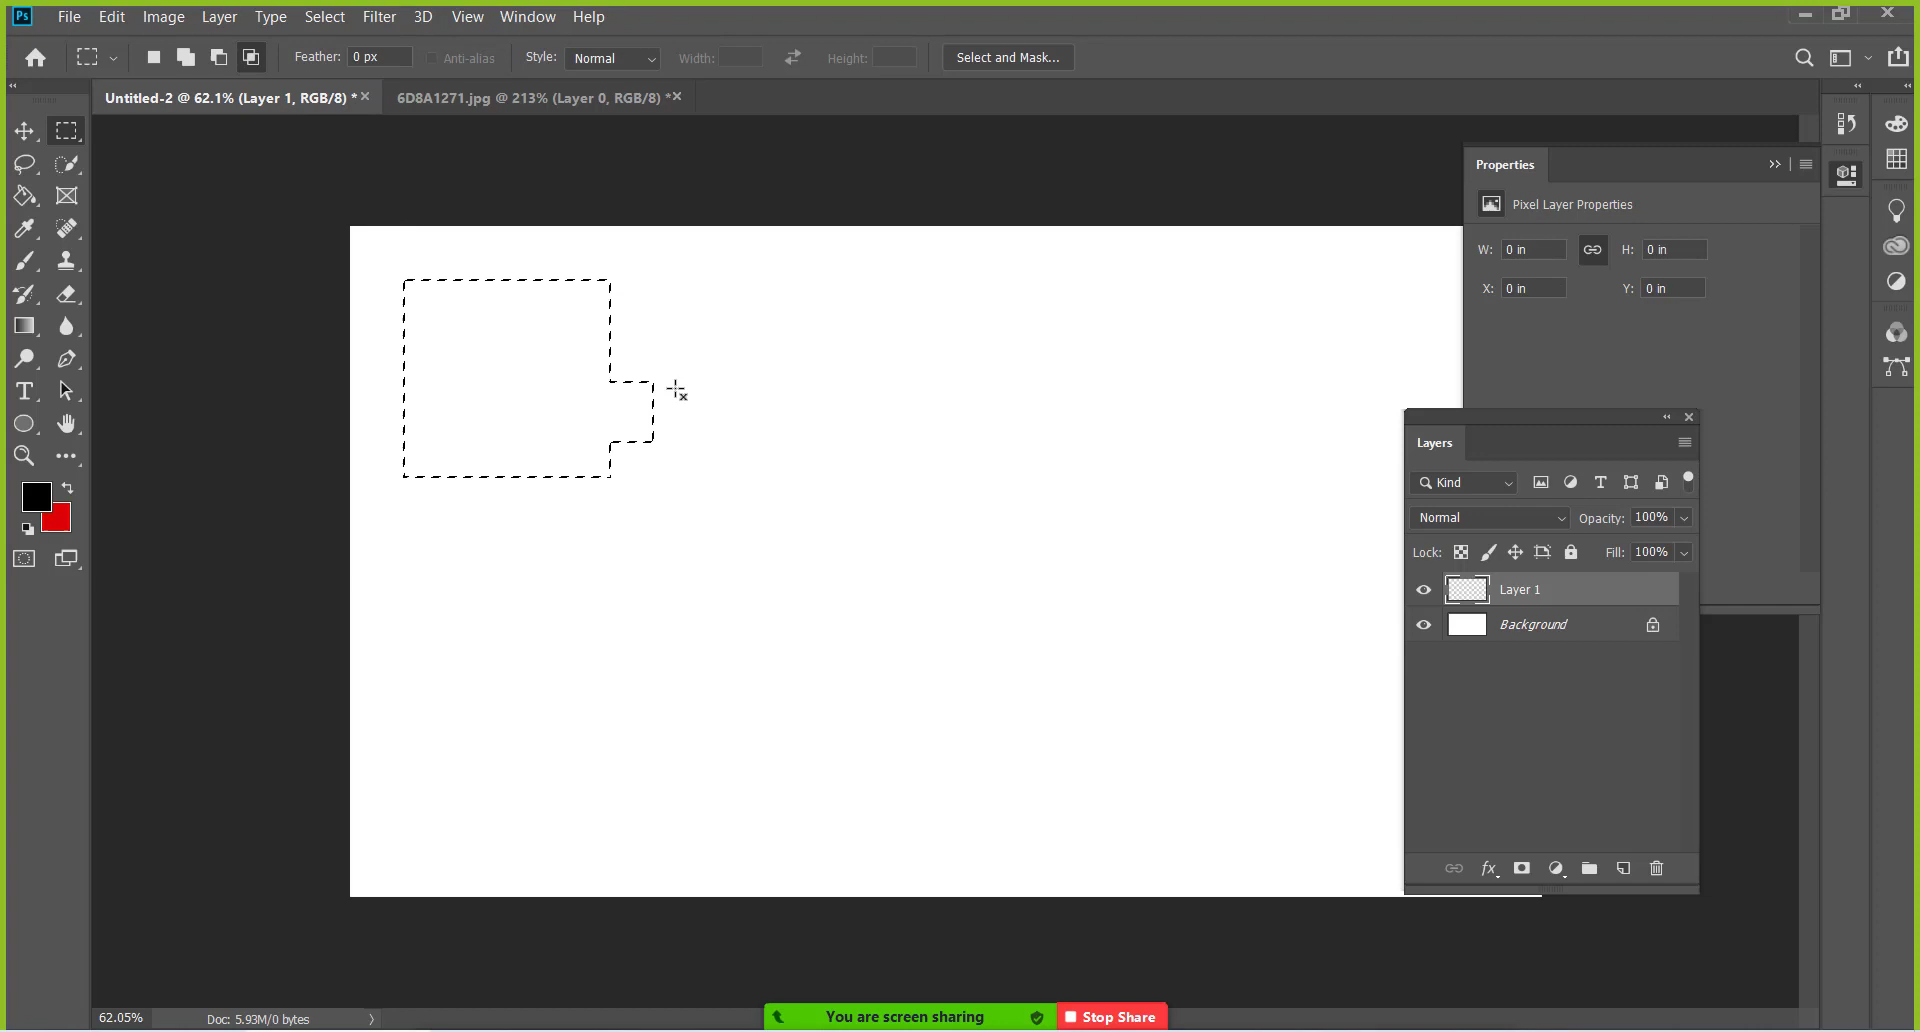 Ps File Edit Image Layer Type Select Filter 3D View Window Help
Feather: 0 px Anti-alias Style: Normal Width: Height: Select and Mask...
Untitled-2 @ 62.1% (Layer 1, RGB/8) * 6D8A1271.jpg @ 213% (Layer 0, RGB/8) *
Properties
Pixel Layer Properties
W: 0 in H: 0 in
X: 0 in Y: 0 in
Layers
Kind
Normal Opacity: 100%
Lock: Fill: 100%
Layer 1
Background
fx
62.05% Doc: 5.93M/0 bytes
You are screen sharing Stop Share